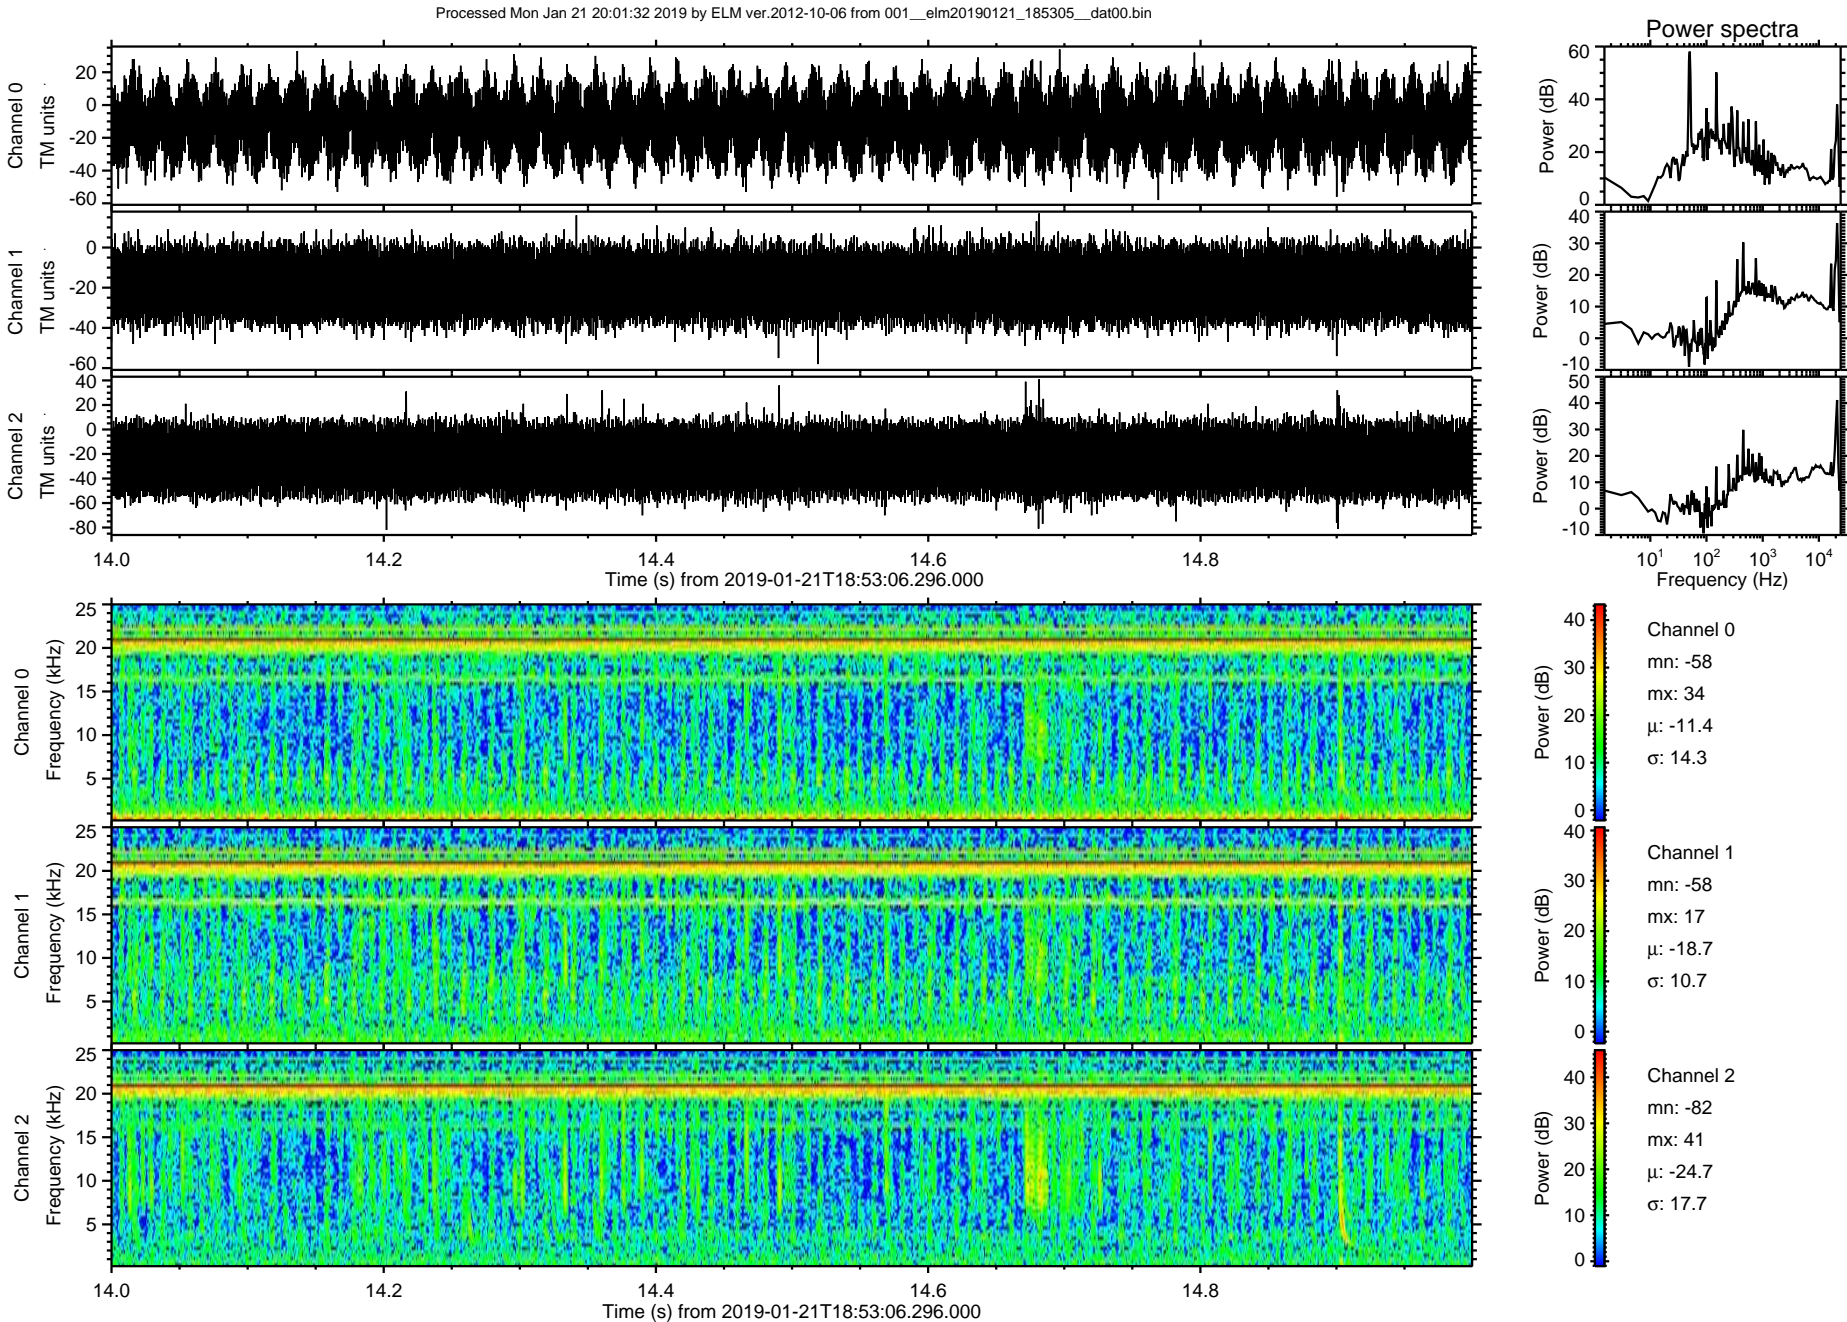 Processed Mon Jan 21 20:01:32 2019 by ELM ver.2012-10-06 from 001__elm20190121_185305__dat00.bin
Power spectra
Channel 0
TM units
20
0
-20
-40
-60
Power (dB)
60
40
20
0
Channel 1
TM units
0
-20
-40
-60
Power (dB)
40
30
20
10
0
-10
Channel 2
TM units
40
20
0
-20
-40
-60
-80
Power (dB)
50
40
30
20
10
0
-10
14.0 14.2 14.4 14.6 14.8
Time (s) from 2019-01-21T18:53:06.296.000
10¹ 10² 10³ 10⁴
Frequency (Hz)
Channel 0
Frequency (kHz)
25
20
15
10
5
Power (dB)
40
30
20
10
0
Channel 0
mn: -58
mx: 34
μ: -11.4
σ: 14.3
Channel 1
Frequency (kHz)
25
20
15
10
5
Power (dB)
40
30
20
10
0
Channel 1
mn: -58
mx: 17
μ: -18.7
σ: 10.7
Channel 2
Frequency (kHz)
25
20
15
10
5
Power (dB)
40
30
20
10
0
Channel 2
mn: -82
mx: 41
μ: -24.7
σ: 17.7
14.0 14.2 14.4 14.6 14.8
Time (s) from 2019-01-21T18:53:06.296.000